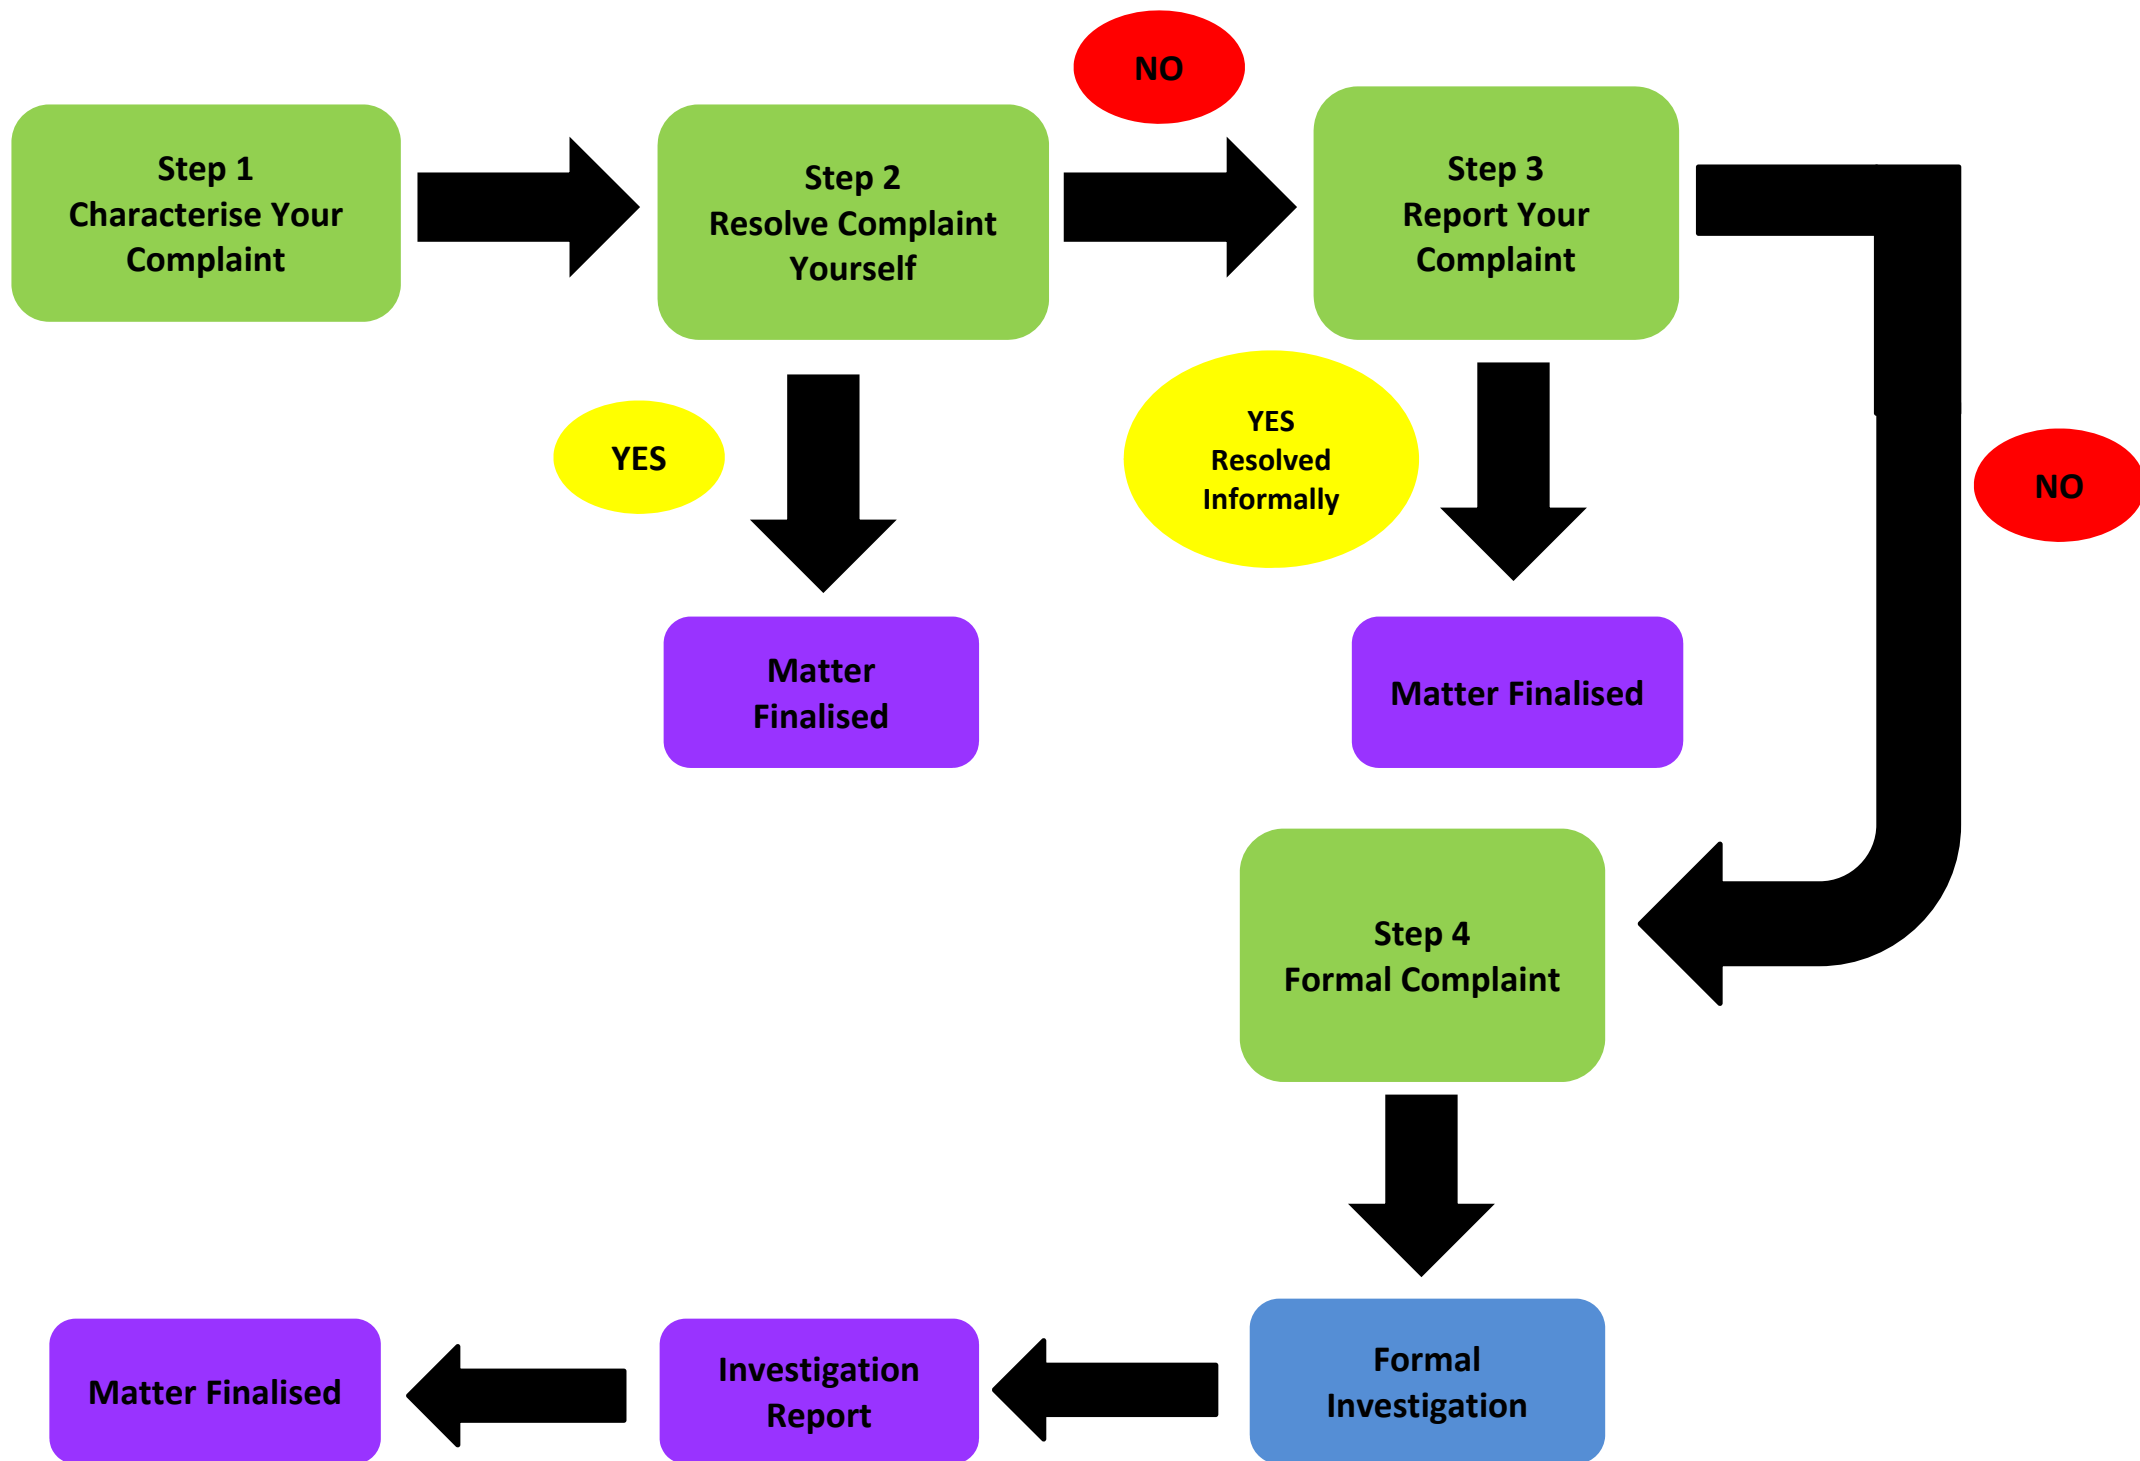 NO
Step 1
Characterise Your
Complaint
Step 2
Resolve Complaint
Yourself
Step 3
Report Your
Complaint
YES
YES
Resolved
Informally
NO
Matter
Finalised
Matter Finalised
Step 4
Formal Complaint
Formal
Investigation
Investigation
Report
Matter Finalised